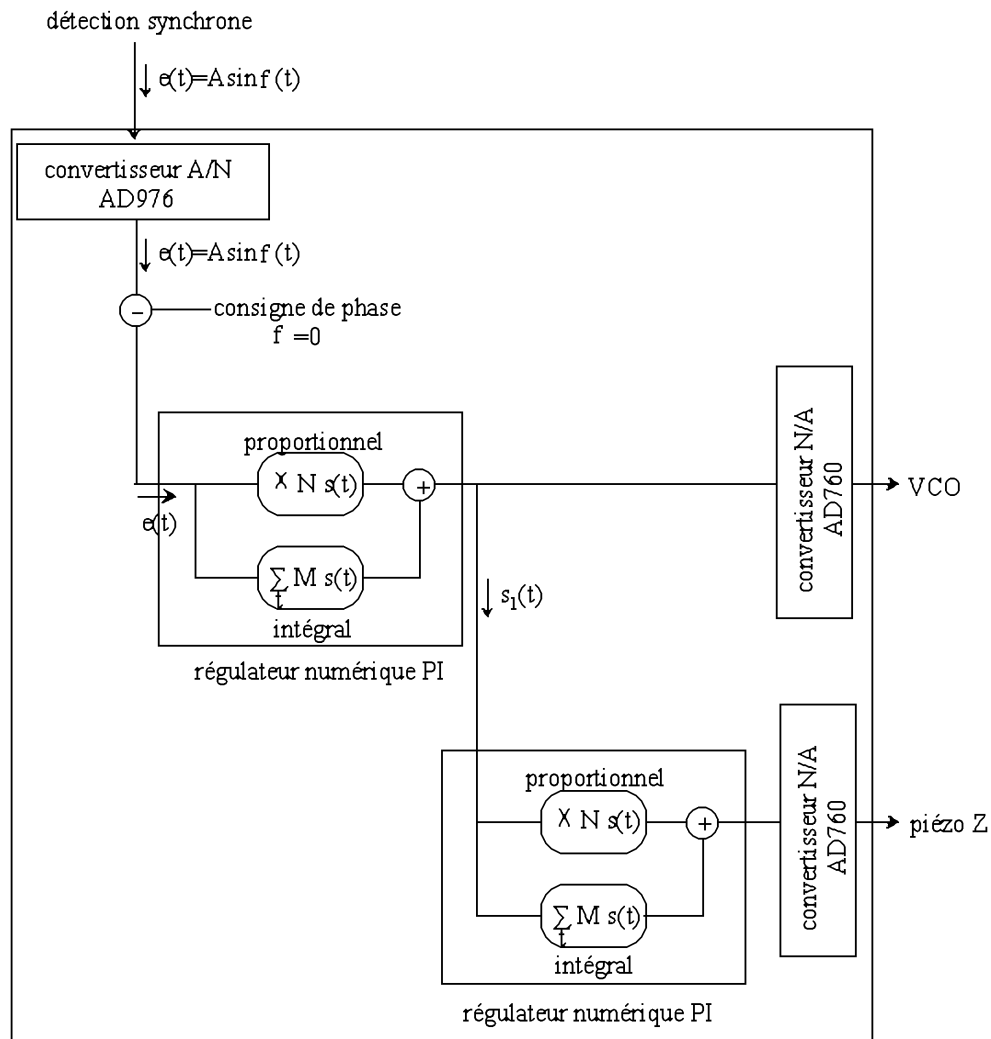 détection synchrone
e(t)=Asinf (t)
convertisseur A/N
AD976
e(t)=Asinf (t)
-
consigne de phase
f =0
proportionnel
× N s(t)
+
e(t)
∑ M s(t)
t
intégral
régulateur numérique PI
s1(t)
convertisseur N/A
AD760
VCO
proportionnel
× N s(t)
+
∑ M s(t)
t
intégral
régulateur numérique PI
convertisseur N/A
AD760
piézo Z